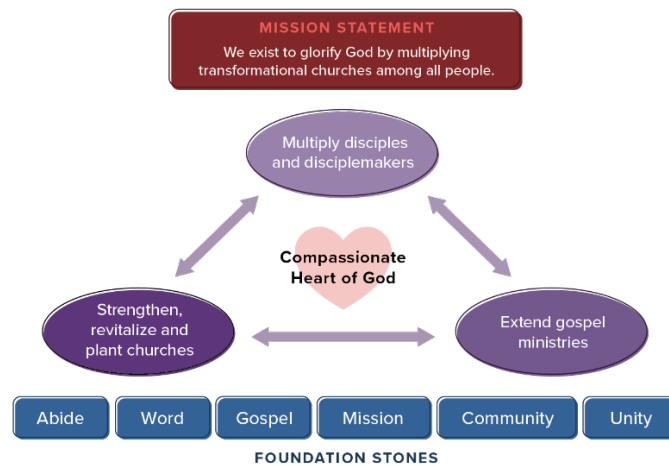 MISSION STATEMENT
We exist to glorify God by multiplying
transformational churches among all people.
Multiply disciples
and disciplemakers
Compassionate
Heart of God
Strengthen,
revitalize and
plant churches
Extend gospel
ministries
Abide
Word
Gospel
Mission
Community
Unity
FOUNDATION STONES